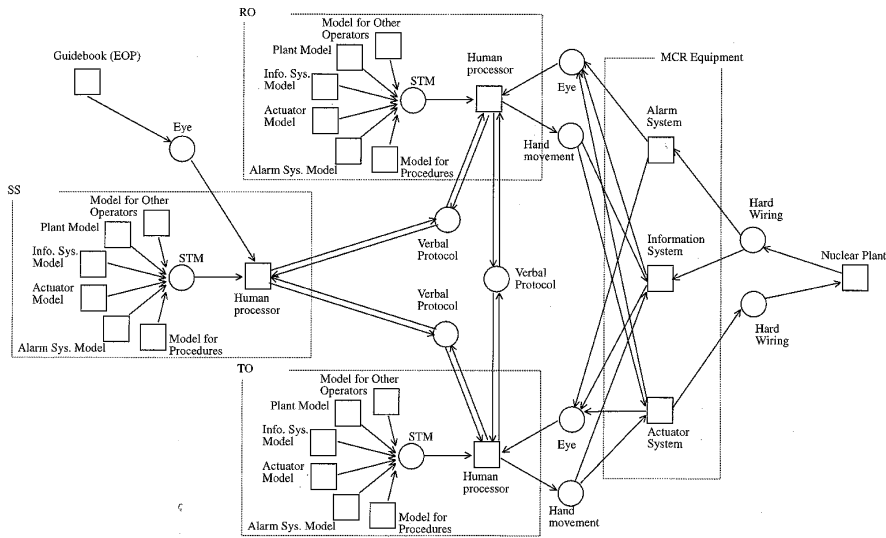 RO
Model for Other
Operators
Plant Model
Info. Sys.
Model
Actuator
Model
Alarm Sys. Model
Model for
Procedures
STM
Human
processor
Eye
Hand
movement
MCR Equipment
Alarm
System
Information
System
Actuator
System
Hard
Wiring
Nuclear Plant
Hard
Wiring
Guidebook (EOP)
Eye
SS
Model for Other
Operators
Plant Model
Info. Sys.
Model
Actuator
Model
Alarm Sys. Model
Model for
Procedures
STM
Human
processor
Verbal
Protocol
Verbal
Protocol
Verbal
Protocol
TO
Model for Other
Operators
Plant Model
Info. Sys.
Model
Actuator
Model
Alarm Sys. Model
Model for
Procedures
STM
Human
processor
Eye
Hand
movement